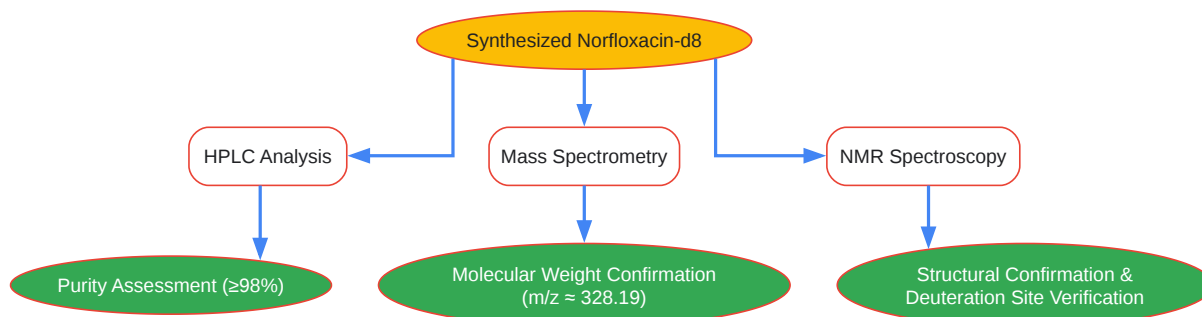 Synthesized Norfloxacin-d8
HPLC Analysis
Mass Spectrometry
NMR Spectroscopy
Purity Assessment (≥98%)
Molecular Weight Confirmation
(m/z ≈ 328.19)
Structural Confirmation &
Deuteration Site Verification